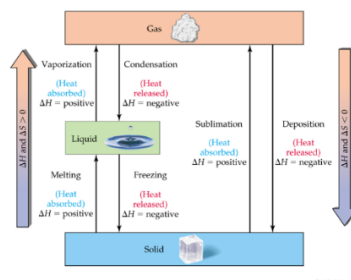 Gas
Vaporization
(Heat
absorbed)
ΔH = positive
Condensation
(Heat
released)
ΔH = negative
Liquid
Melting
(Heat
absorbed)
ΔH = positive
Freezing
(Heat
released)
ΔH = negative
Sublimation
(Heat
absorbed)
ΔH = positive
Deposition
(Heat
released)
ΔH = negative
Solid
ΔH and ΔS > 0
ΔH and ΔS < 0